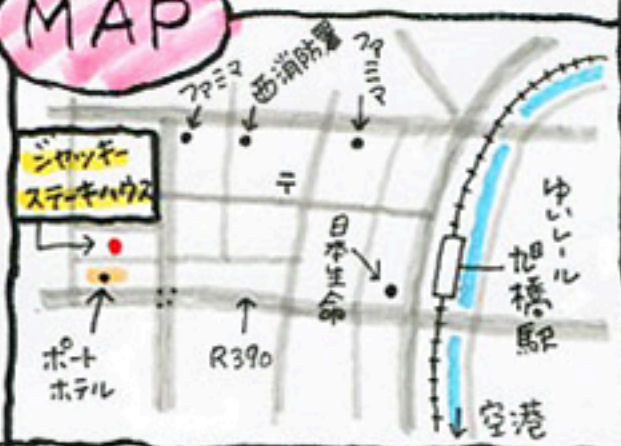 MAP
ファミマ
西消防署
ファミマ
ジャッキー
ステーキハウス
〒
日本生命
ゆいレール
旭橋駅
ポート
ホテル
R390
空港